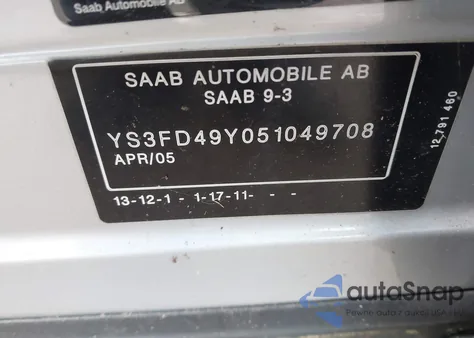 Saab Automobile AB
SAAB AUTOMOBILE AB
SAAB 9-3
YS3FD49Y051049708
APR/05
13-12-1 - 1-17-11- - -
12 791 460
autoSnap